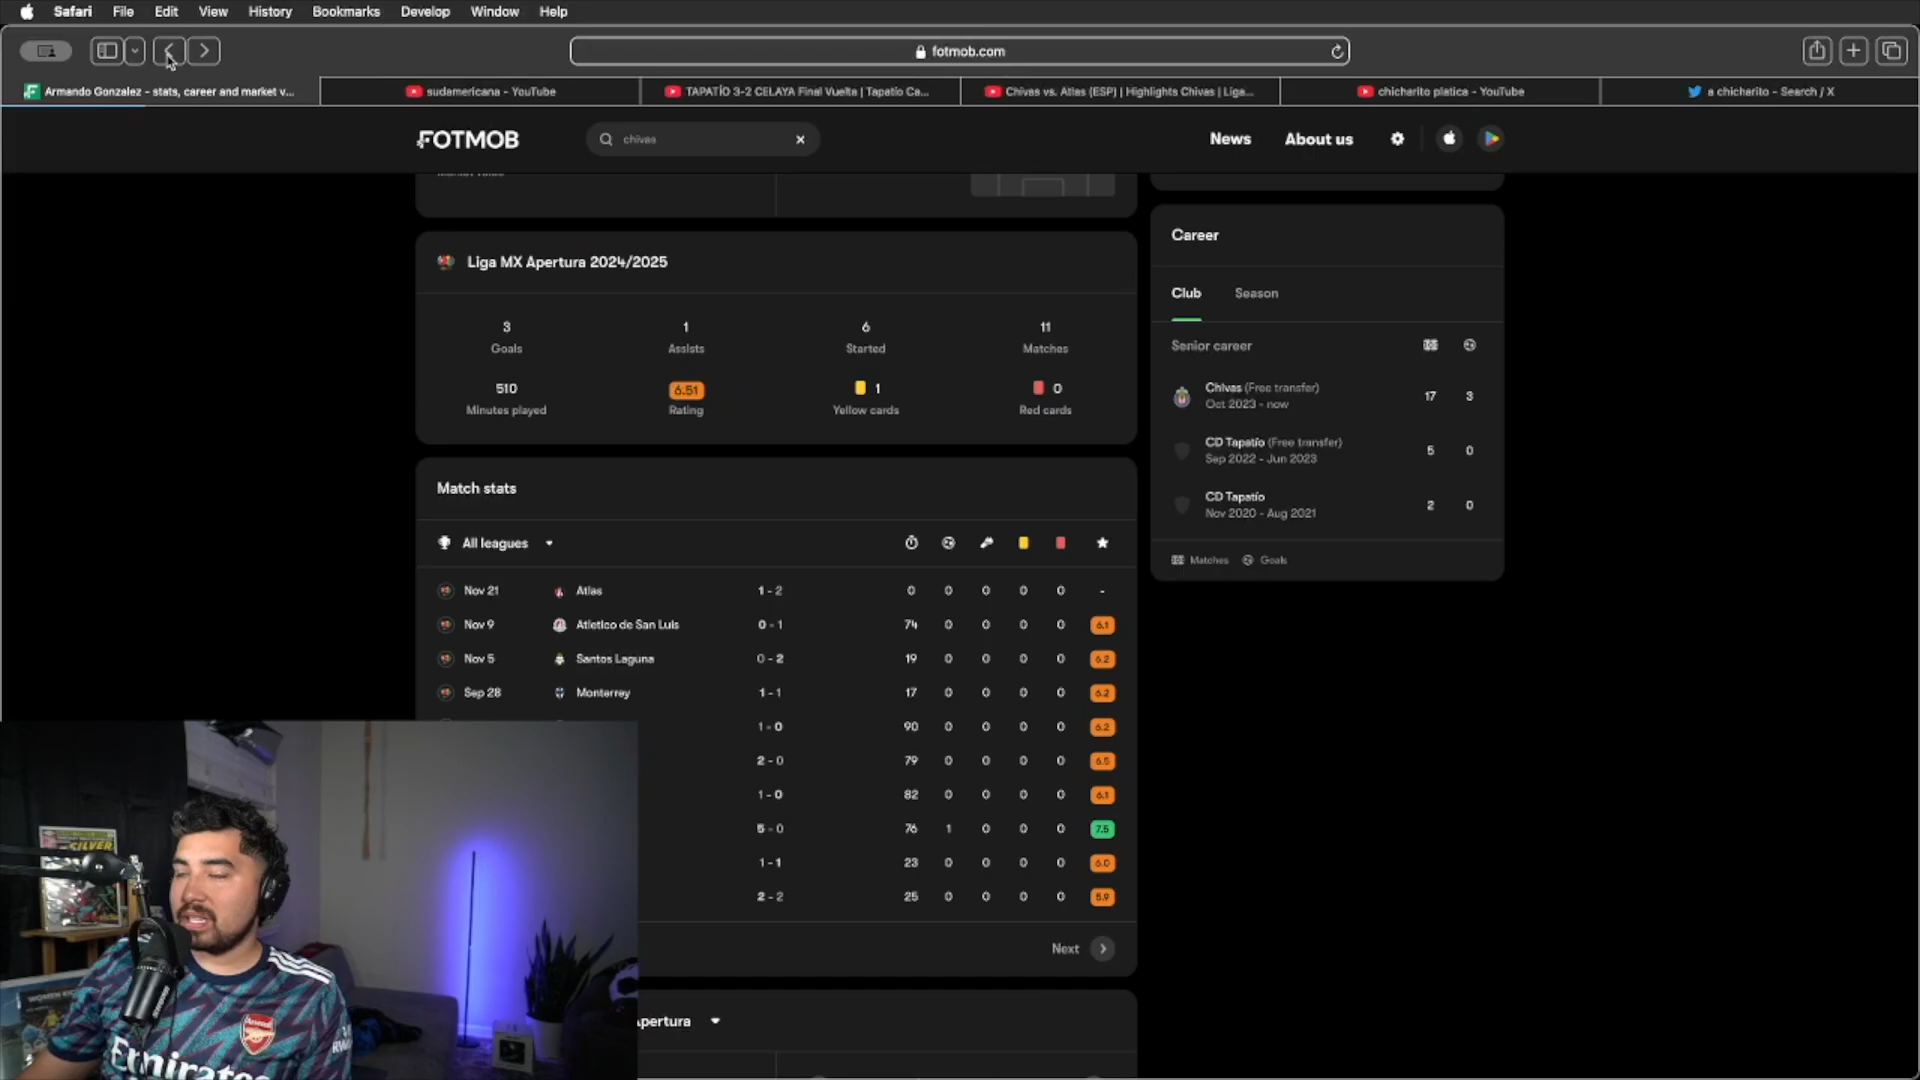 Safari File Edit View History Bookmarks Develop Window Help
fotmob.com
Armando Gonzalez - stats, career and market v... sudamericana - YouTube TAPATÍO 3-2 CELAYA Final Vuelta | Tapatío Ca... Chivas vs. Atlas (ESP) | Highlights Chivas | Liga... chicharito platica - YouTube a chicharito - Search / X
FOTMOB chivas News About us
Liga MX Apertura 2024/2025
3 1 6 11
Goals Assists Started Matches
510 6.51 1 0
Minutes played Rating Yellow cards Red cards
Match stats
All leagues
Nov 21 Atlas 1 - 2 0 0 0 0 0 -
Nov 9 Atletico de San Luis 0 - 1 74 0 0 0 0 6.1
Nov 5 Santos Laguna 0 - 2 19 0 0 0 0 6.2
Sep 28 Monterrey 1 - 1 17 0 0 0 0 6.2
1 - 0 90 0 0 0 0 6.2
2 - 0 79 0 0 0 0 6.5
1 - 0 82 0 0 0 0 6.1
5 - 0 76 1 0 0 0 7.5
1 - 1 23 0 0 0 0 6.0
2 - 2 25 0 0 0 0 5.9
Next
Apertura
Career
Club Season
Senior career
Chivas (Free transfer) 17 3
Oct 2023 - now
CD Tapatío (Free transfer) 5 0
Sep 2022 - Jun 2023
CD Tapatío 2 0
Nov 2020 - Aug 2021
Matches Goals
SILVER
Arsenal
Emirates